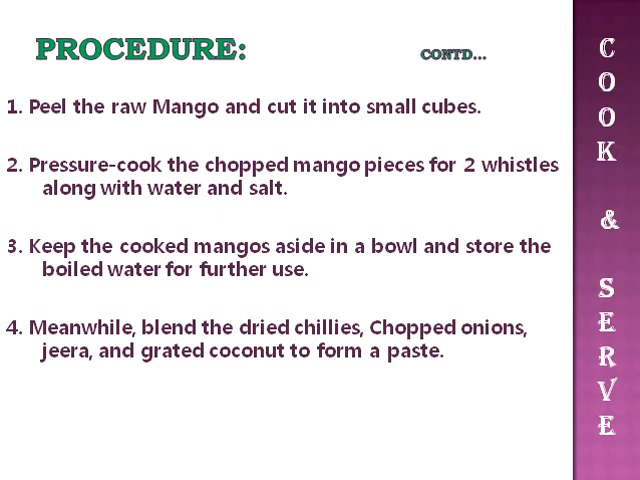 PROCEDURE: CONTD...
1. Peel the raw Mango and cut it into small cubes.
2. Pressure-cook the chopped mango pieces for 2 whistles
along with water and salt.
3. Keep the cooked mangos aside in a bowl and store the
boiled water for further use.
4. Meanwhile, blend the dried chillies, Chopped onions,
jeera, and grated coconut to form a paste.
COOK & SERVE